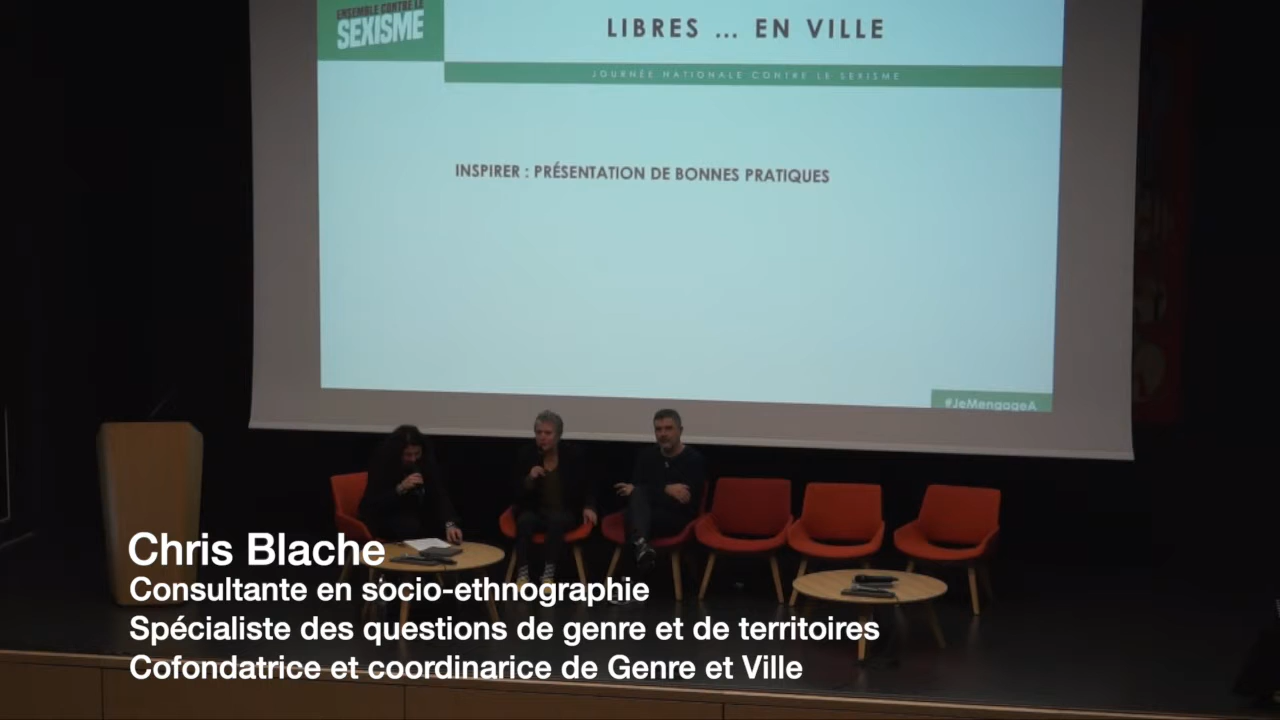 ENSEMBLE CONTRE LE
SEXISME
LIBRES ... EN VILLE
JOURNÉE NATIONALE CONTRE LE SEXISME
INSPIRER : PRÉSENTATION DE BONNES PRATIQUES
#JeMengageA
Chris Blache
Consultante en socio-ethnographie
Spécialiste des questions de genre et de territoires
Cofondatrice et coordinarice de Genre et Ville